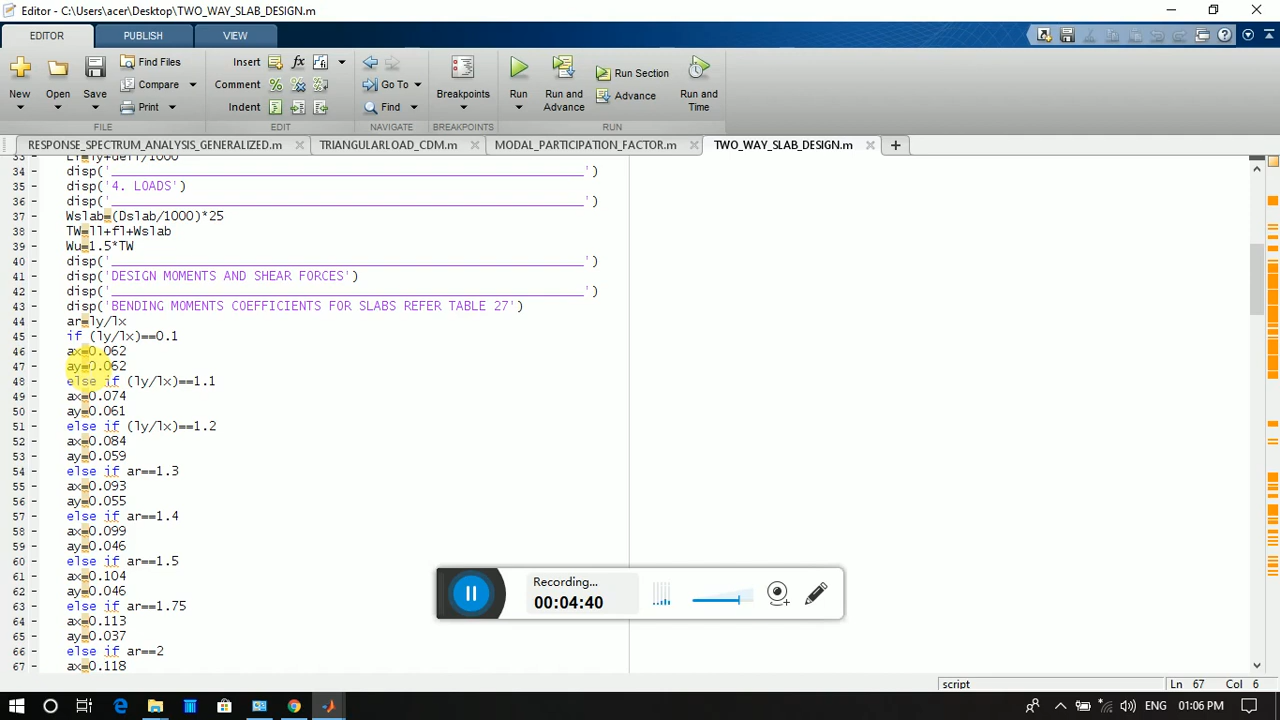 Editor - C:\Users\acer\Desktop\TWO_WAY_SLAB_DESIGN.m
EDITOR PUBLISH VIEW
New Open Save Find Files Compare Print
Insert Comment Indent
Go To Find
Breakpoints
Run Run and Advance Run Section Advance Run and Time
FILE EDIT NAVIGATE BREAKPOINTS RUN
RESPONSE_SPECTRUM_ANALYSIS_GENERALIZED.m TRIANGULARLOAD_CDM.m MODAL_PARTICIPATION_FACTOR.m TWO_WAY_SLAB_DESIGN.m
33 - Ef=ly+deff/1000
34 - disp('_______________________________________________________________')
35 - disp('4. LOADS')
36 - disp('_______________________________________________________________')
37 - Wslab=(Dslab/1000)*25
38 - TW=ll+fl+Wslab
39 - Wu=1.5*TW
40 - disp('_______________________________________________________________')
41 - disp('DESIGN MOMENTS AND SHEAR FORCES')
42 - disp('_______________________________________________________________')
43 - disp('BENDING MOMENTS COEFFICIENTS FOR SLABS REFER TABLE 27')
44 - ar=ly/lx
45 - if (ly/lx)==0.1
46 - ax=0.062
47 - ay=0.062
48 - else if (ly/lx)==1.1
49 - ax=0.074
50 - ay=0.061
51 - else if (ly/lx)==1.2
52 - ax=0.084
53 - ay=0.059
54 - else if ar==1.3
55 - ax=0.093
56 - ay=0.055
57 - else if ar==1.4
58 - ax=0.099
59 - ay=0.046
60 - else if ar==1.5
61 - ax=0.104
62 - ay=0.046
63 - else if ar==1.75
64 - ax=0.113
65 - ay=0.037
66 - else if ar==2
67 - ax=0.118
Recording...
00:04:40
script Ln 67 Col 6
ENG 01:06 PM